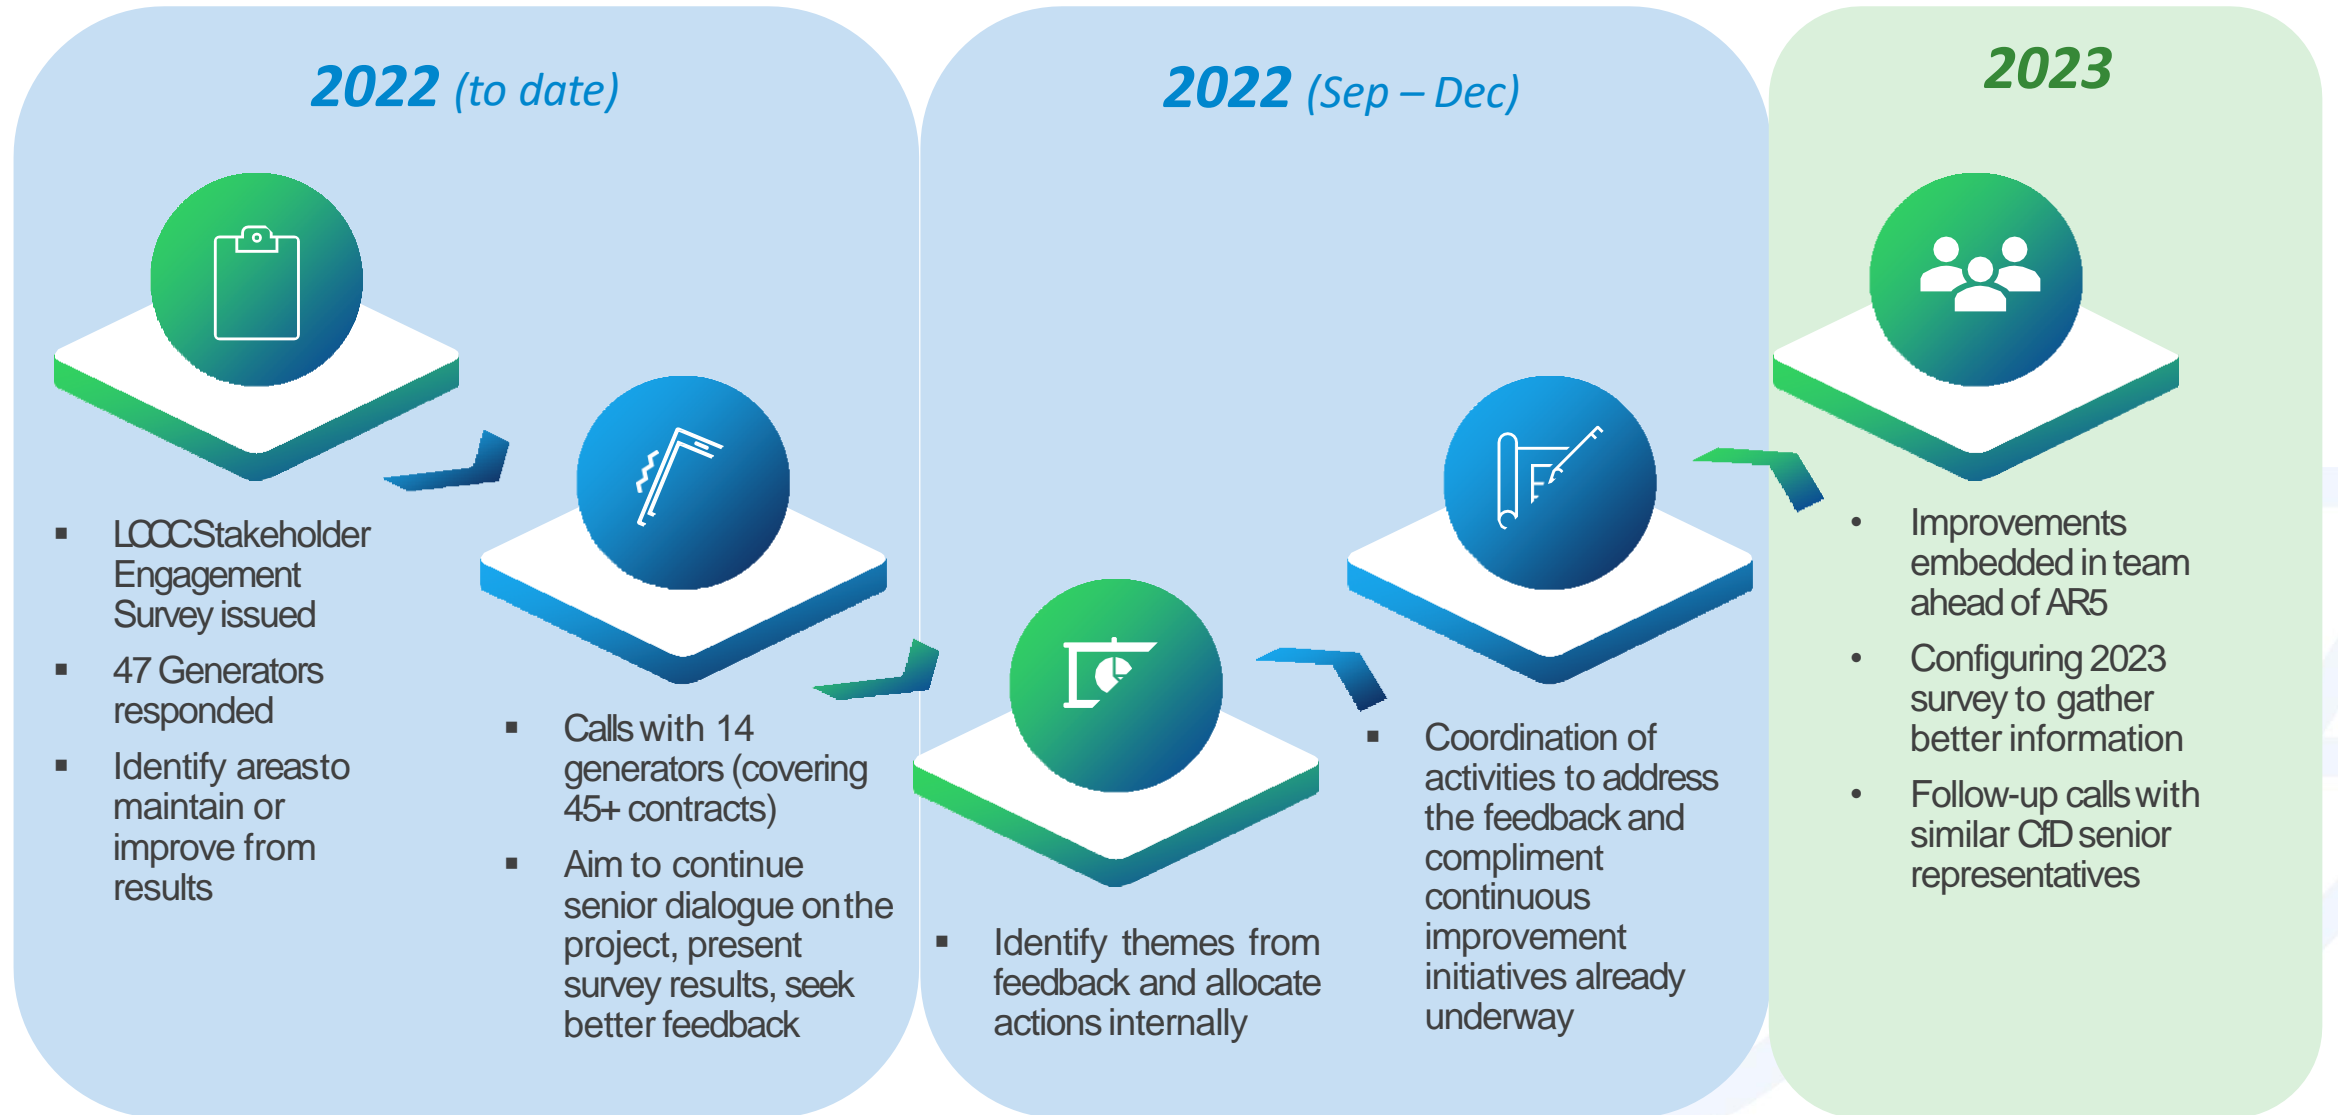 2022 (to date)
▪ LCCC Stakeholder
Engagement
Survey issued
▪ 47 Generators
responded
▪ Identify areas to
maintain or
improve from
results
▪ Calls with 14
generators (covering
45+ contracts)
▪ Aim to continue
senior dialogue on the
project, present
survey results, seek
better feedback
2022 (Sep – Dec)
▪ Identify themes from
feedback and allocate
actions internally
▪ Coordination of
activities to address
the feedback and
compliment
continuous
improvement
initiatives already
underway
2023
• Improvements
embedded in team
ahead of AR5
• Configuring 2023
survey to gather
better information
• Follow-up calls with
similar CfD senior
representatives